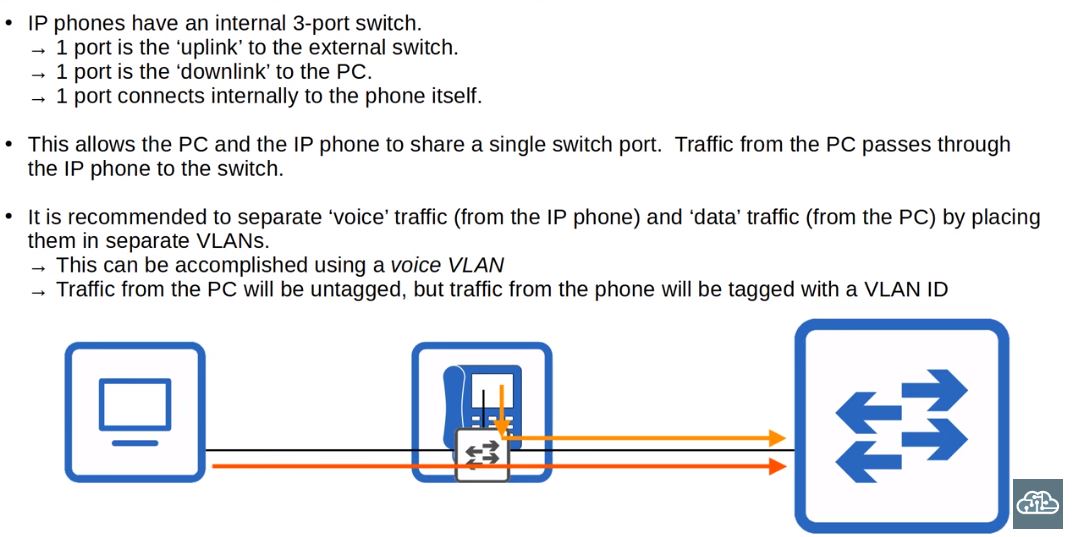 • IP phones have an internal 3-port switch.
→ 1 port is the ‘uplink’ to the external switch.
→ 1 port is the ‘downlink’ to the PC.
→ 1 port connects internally to the phone itself.
• This allows the PC and the IP phone to share a single switch port.  Traffic from the PC passes through
the IP phone to the switch.
• It is recommended to separate ‘voice’ traffic (from the IP phone) and ‘data’ traffic (from the PC) by placing
them in separate VLANs.
→ This can be accomplished using a voice VLAN
→ Traffic from the PC will be untagged, but traffic from the phone will be tagged with a VLAN ID